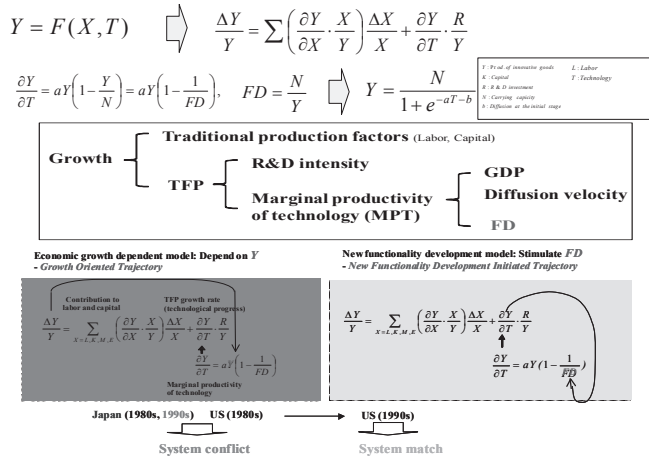 Y = F(X,T)
ΔY/Y = ∑ (∂Y/∂X · X/Y) ΔX/X + ∂Y/∂T · R/Y
∂Y/∂T = aY(1 − Y/N) = aY(1 − 1/FD), FD = N/Y
Y = N/(1 + e^{−aT−b})
Y : Prod. of innovative goods L : Labor
K : Capital T : Technology
R : R & D investment
N : Carrying capicity
b : Diffusion at the initial stage
Traditional production factors (Labor, Capital)
Growth
TFP
R&D intensity
Marginal productivity
of technology (MPT)
GDP
Diffusion velocity
FD
Economic growth dependent model: Depend on Y
- Growth Oriented Trajectory
Contribution to
labor and capital
TFP growth rate
(technological progress)
ΔY/Y = ∑ X=L,K,M,E (∂Y/∂X · X/Y) ΔX/X + ∂Y/∂T · R/Y
∂Y/∂T = aY(1 − 1/FD)
Marginal productivity
of technology
New functionality development model: Stimulate FD
- New Functionality Development Initiated Trajectory
ΔY/Y = ∑ X=L,K,M,E (∂Y/∂X · X/Y) ΔX/X + ∂Y/∂T · R/Y
∂Y/∂T = aY(1 − 1/FD)
Japan (1980s, 1990s) US (1980s)
US (1990s)
System conflict
System match